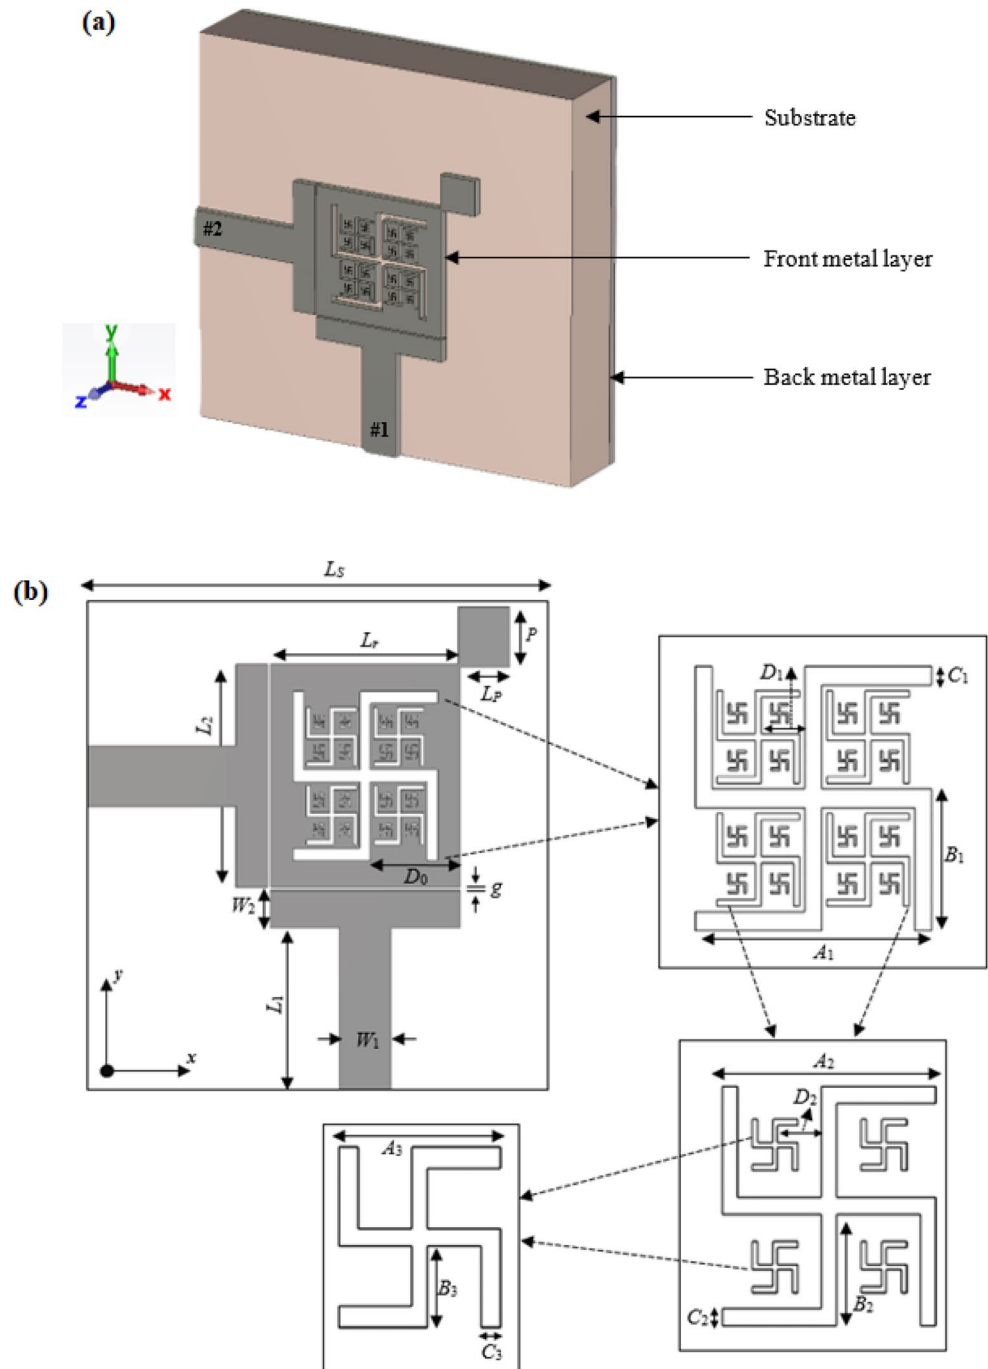 (a)
Substrate
#2
Front metal layer
y
x
z
Back metal layer
#1
(b)
LS
Lr
P
LP
L2
D0
g
W2
L1
W1
y
x
D1
C1
B1
A1
A2
D2
B2
C2
A3
B3
C3